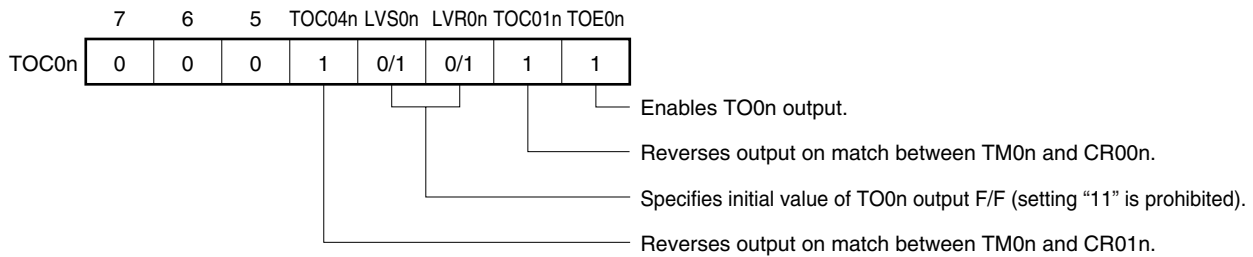 7 6 5 TOC04n LVS0n LVR0n TOC01n TOE0n
TOC0n 0 0 0 1 0/1 0/1 1 1
Enables TO0n output.
Reverses output on match between TM0n and CR00n.
Specifies initial value of TO0n output F/F (setting “11” is prohibited).
Reverses output on match between TM0n and CR01n.